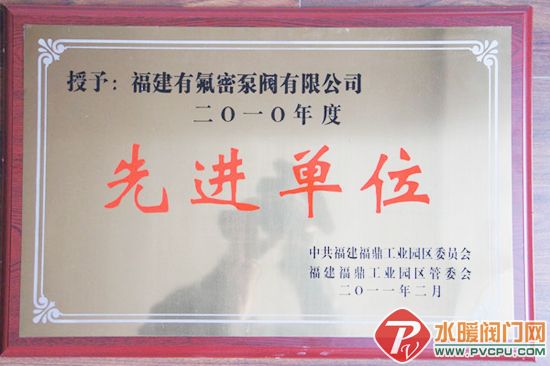 授予：福建有氟密泵阀有限公司
二〇一〇年度
先进单位
中共福建福鼎工业园区委员会
福建福鼎工业园区管委会
二〇一一年二月
PV 水暖阀门网
www.PVCPU.com